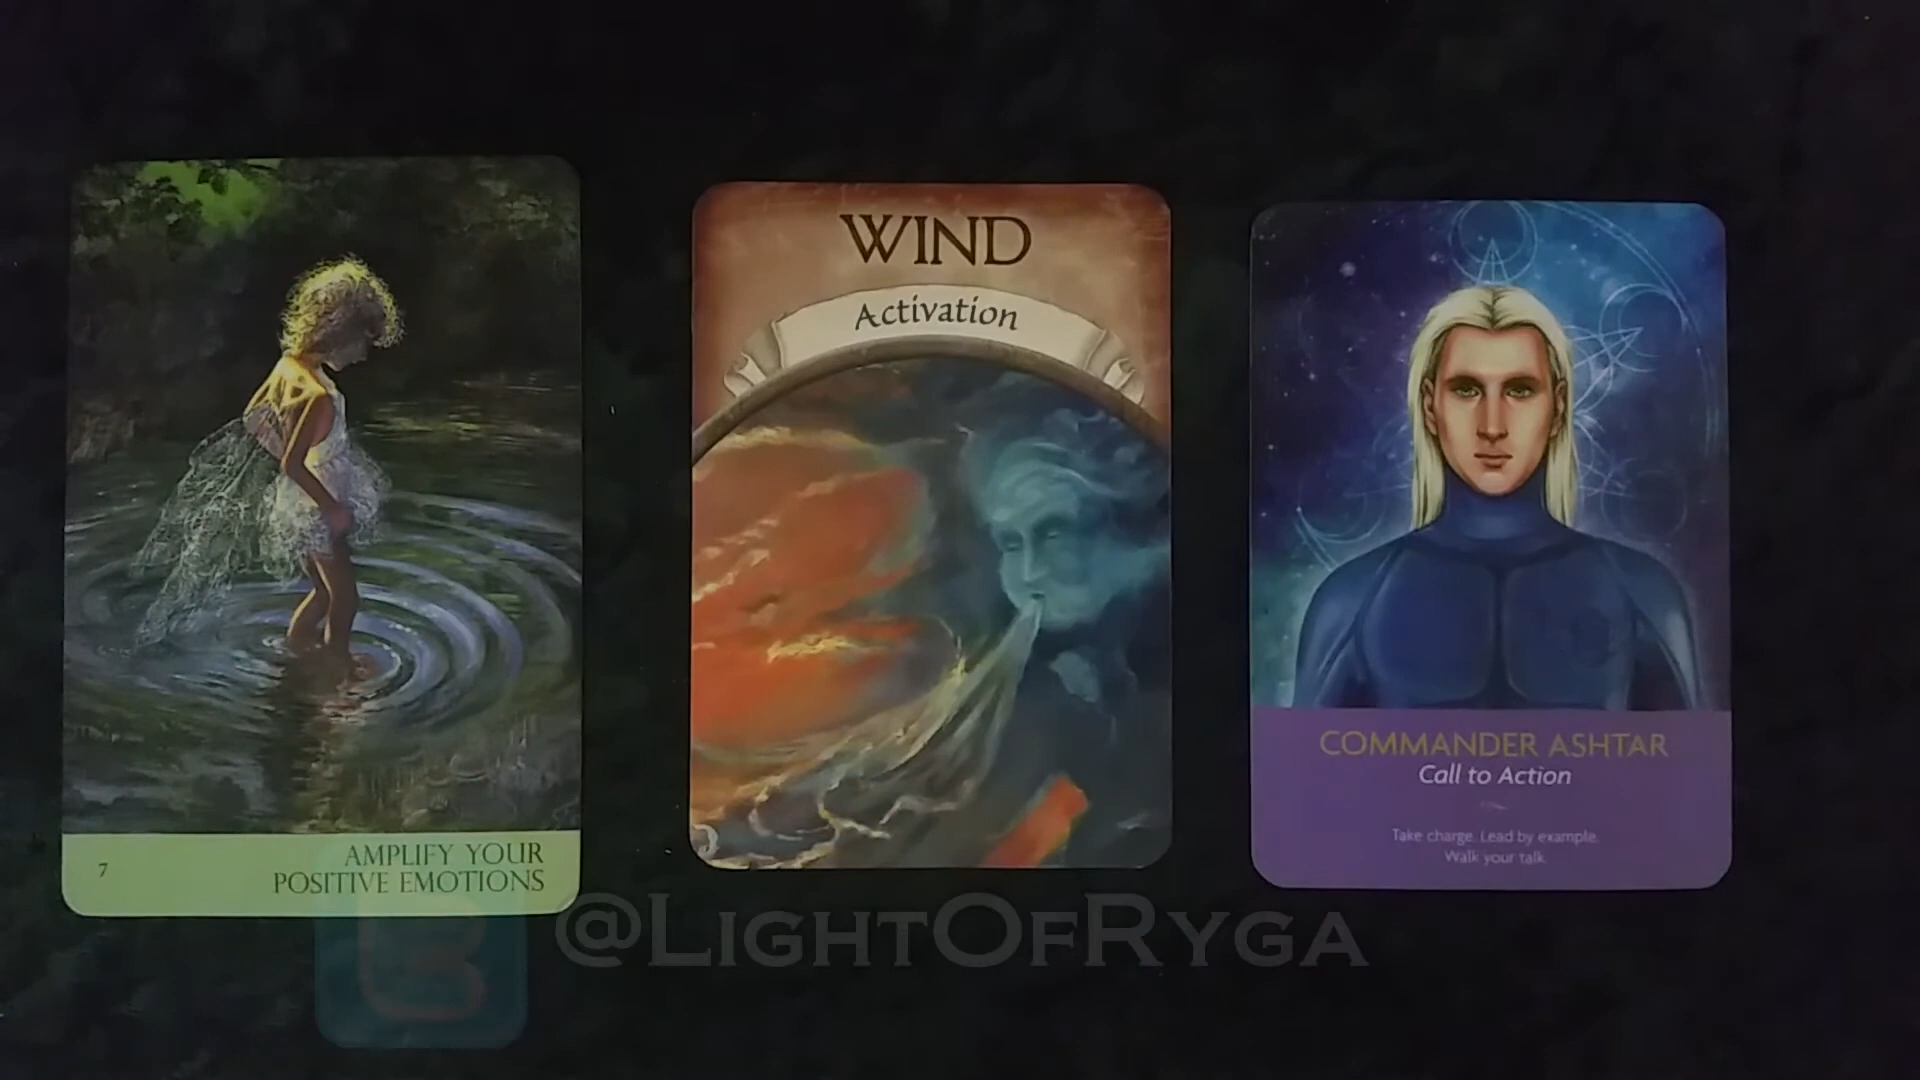 WIND
Activation
COMMANDER ASHTAR
Call to Action
Take charge. Lead by example.
Walk your talk.
7
AMPLIFY YOUR
POSITIVE EMOTIONS
@LIGHTOFRYGA